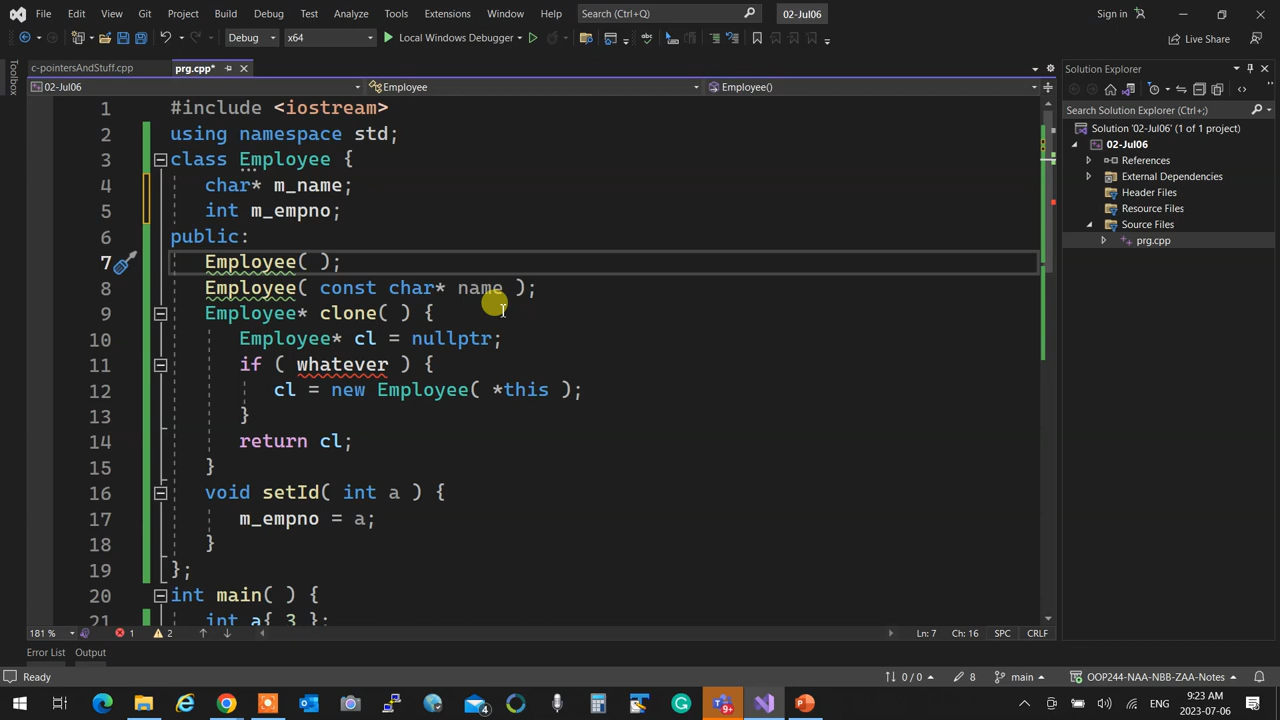 File Edit View Git Project Build Debug Test Analyze Tools Extensions Window Help Search (Ctrl+Q) 02-Jul06 Sign in
Debug x64 Local Windows Debugger Live Share
Toolbox
c-pointersAndStuff.cpp prg.cpp*
02-Jul06 Employee Employee()
1 #include <iostream>
2 using namespace std;
3 class Employee {
4 char* m_name;
5 int m_empno;
6 public:
7 Employee( );
8 Employee( const char* name );
9 Employee* clone( ) {
10 Employee* cl = nullptr;
11 if ( whatever ) {
12 cl = new Employee( *this );
13 }
14 return cl;
15 }
16 void setId( int a ) {
17 m_empno = a;
18 }
19 };
20 int main( ) {
21 int a{ 3 };
181 % 1 2 Ln: 7 Ch: 16 SPC CRLF
Error List Output
Solution Explorer
Search Solution Explorer (Ctrl+;)
Solution '02-Jul06' (1 of 1 project)
02-Jul06
References
External Dependencies
Header Files
Resource Files
Source Files
prg.cpp
Ready 0 / 0 8 main OOP244-NAA-NBB-ZAA-Notes
4 9+ 9:23 AM
2023-07-06